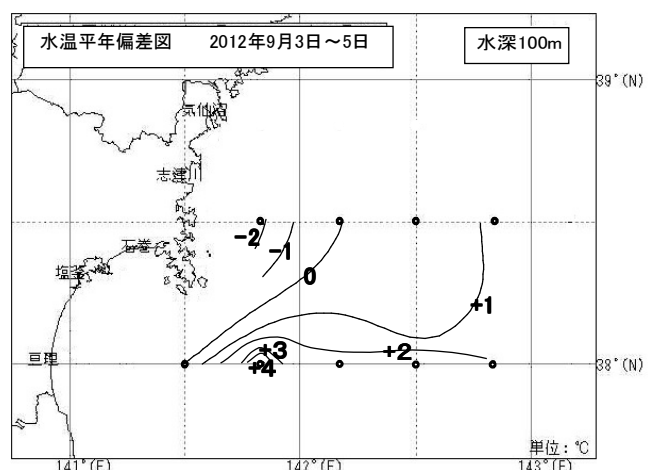 水温平年偏差図 2012年9月3日～5日
水深100m
39°(N)
気仙沼
志津川
石巻
塩釜
亘理
-2
-1
0
+1
+2
+3
+4
38°(N)
単位：℃
141°(E)
142°(E)
143°(E)